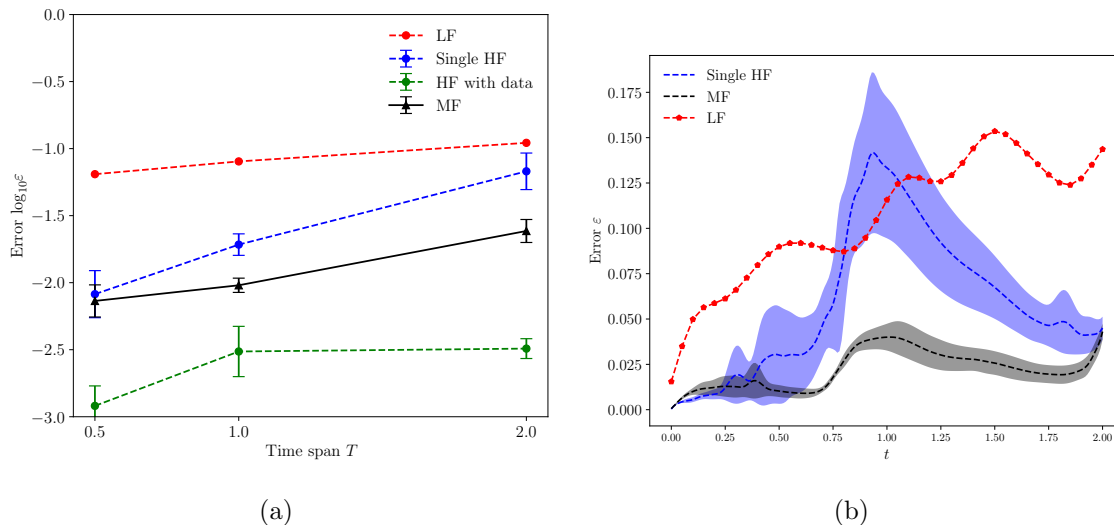 0.0
−0.5
−1.0
−1.5
−2.0
−2.5
−3.0
Error log₁₀ε
0.5
1.0
2.0
Time span T
LF
Single HF
HF with data
MF
(a)
0.175
0.150
0.125
0.100
0.075
0.050
0.025
0.000
Error ε
0.00
0.25
0.50
0.75
1.00
1.25
1.50
1.75
2.00
t
Single HF
MF
LF
(b)